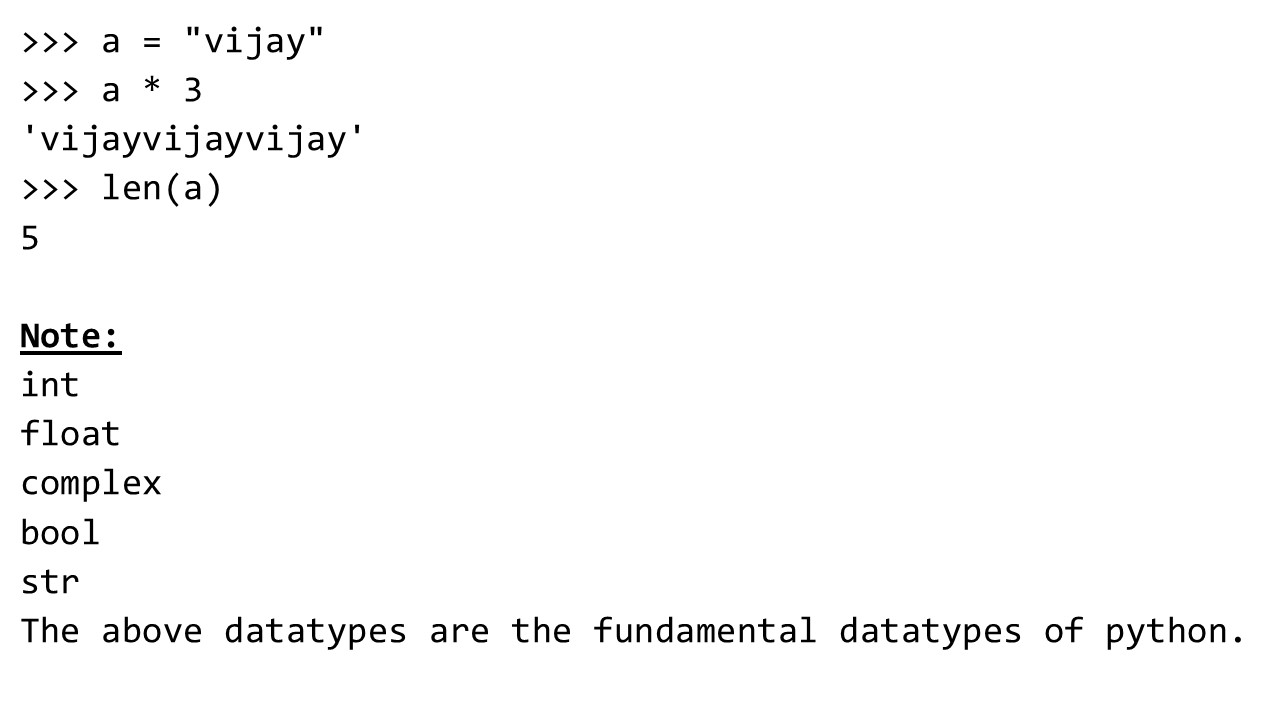 >>> a = "vijay"
>>> a * 3
'vijayvijayvijay'
>>> len(a)
5
Note:
int
float
complex
bool
str
The above datatypes are the fundamental datatypes of python.